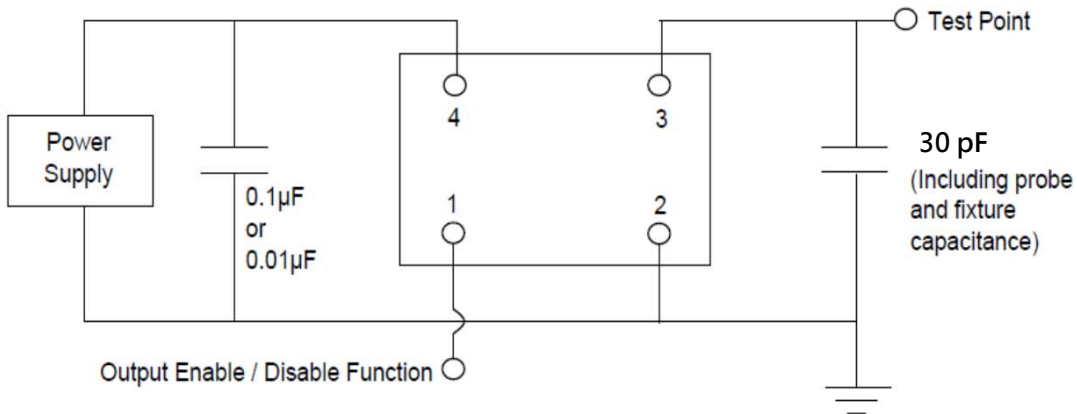 Test Point
4
3
Power
Supply
30 pF
(Including probe
and fixture
capacitance)
0.1µF
or
0.01µF
1
2
Output Enable / Disable Function